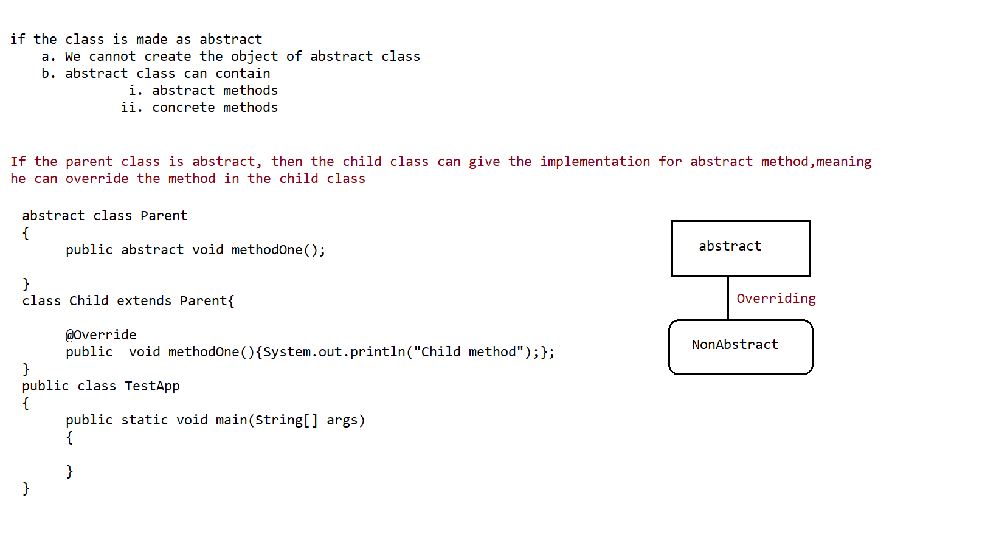 if the class is made as abstract
a. We cannot create the object of abstract class
b. abstract class can contain
i. abstract methods
ii. concrete methods
If the parent class is abstract, then the child class can give the implementation for abstract method,meaning
he can override the method in the child class
abstract class Parent
{
public abstract void methodOne();
}
class Child extends Parent{
@Override
public  void methodOne(){System.out.println("Child method");};
}
public class TestApp
{
public static void main(String[] args)
{
}
}
abstract
Overriding
NonAbstract